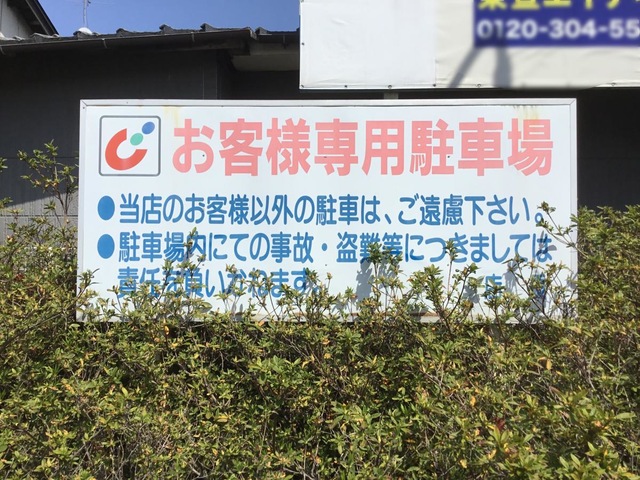 0120-304-55
お客様専用駐車場
●当店のお客様以外の駐車は、ご遠慮下さい。
●駐車場内にての事故・盗難等につきましては
責任を負いかねます。